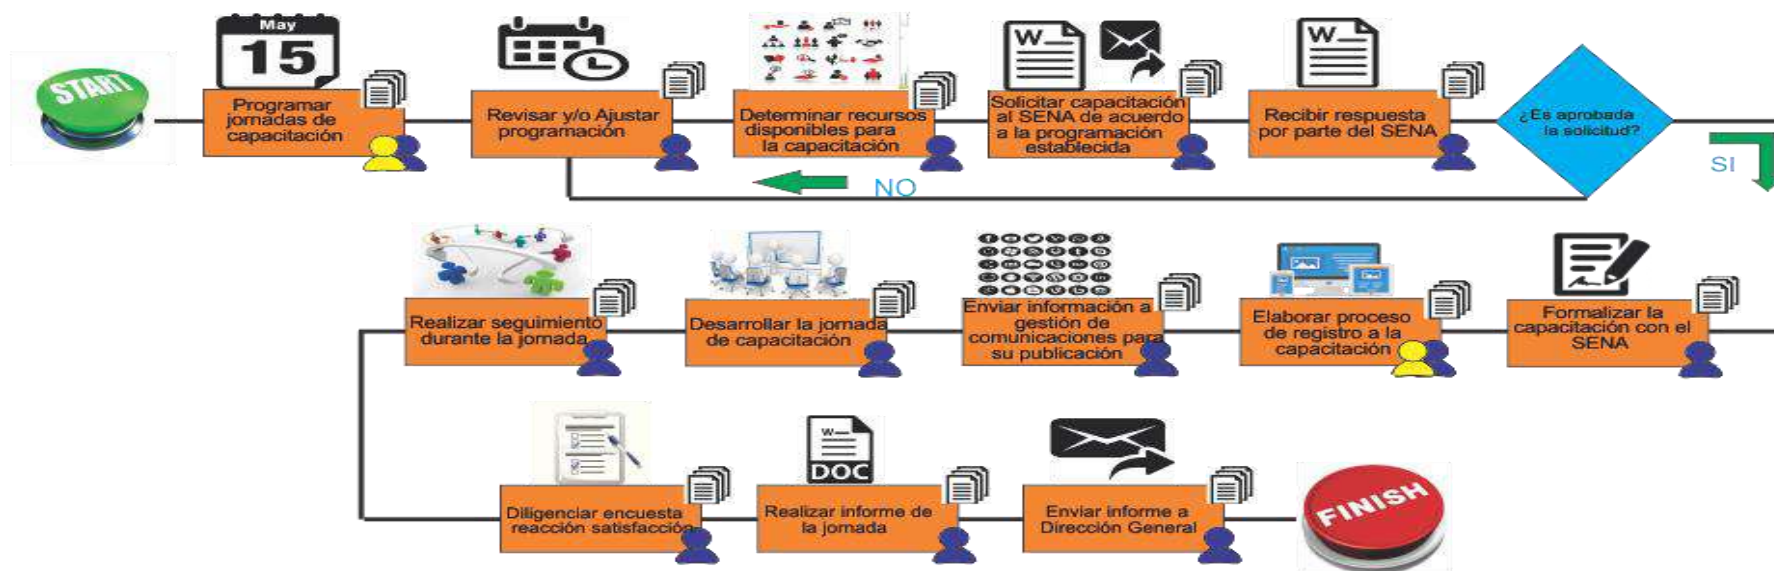 START
May
15
Programar
jornadas de
capacitación
Revisar y/o Ajustar
programación
Determinar recursos
disponibles para
la capacitación
W
Solicitar capacitación
al SENA de acuerdo
a la programación
establecida
W
Recibir respuesta
por parte del SENA
¿Es aprobada
la solicitud?
SI
NO
Realizar seguimiento
durante la jornada
Desarrollar la jornada
de capacitación
Enviar información a
gestión de
comunicaciones para
su publicación
Elaborar proceso
de registro a la
capacitación
Formalizar la
capacitación con el
SENA
Diligenciar encuesta
reacción satisfacción
W
DOC
Realizar informe de
la jornada
Enviar informe a
Dirección General
FINISH